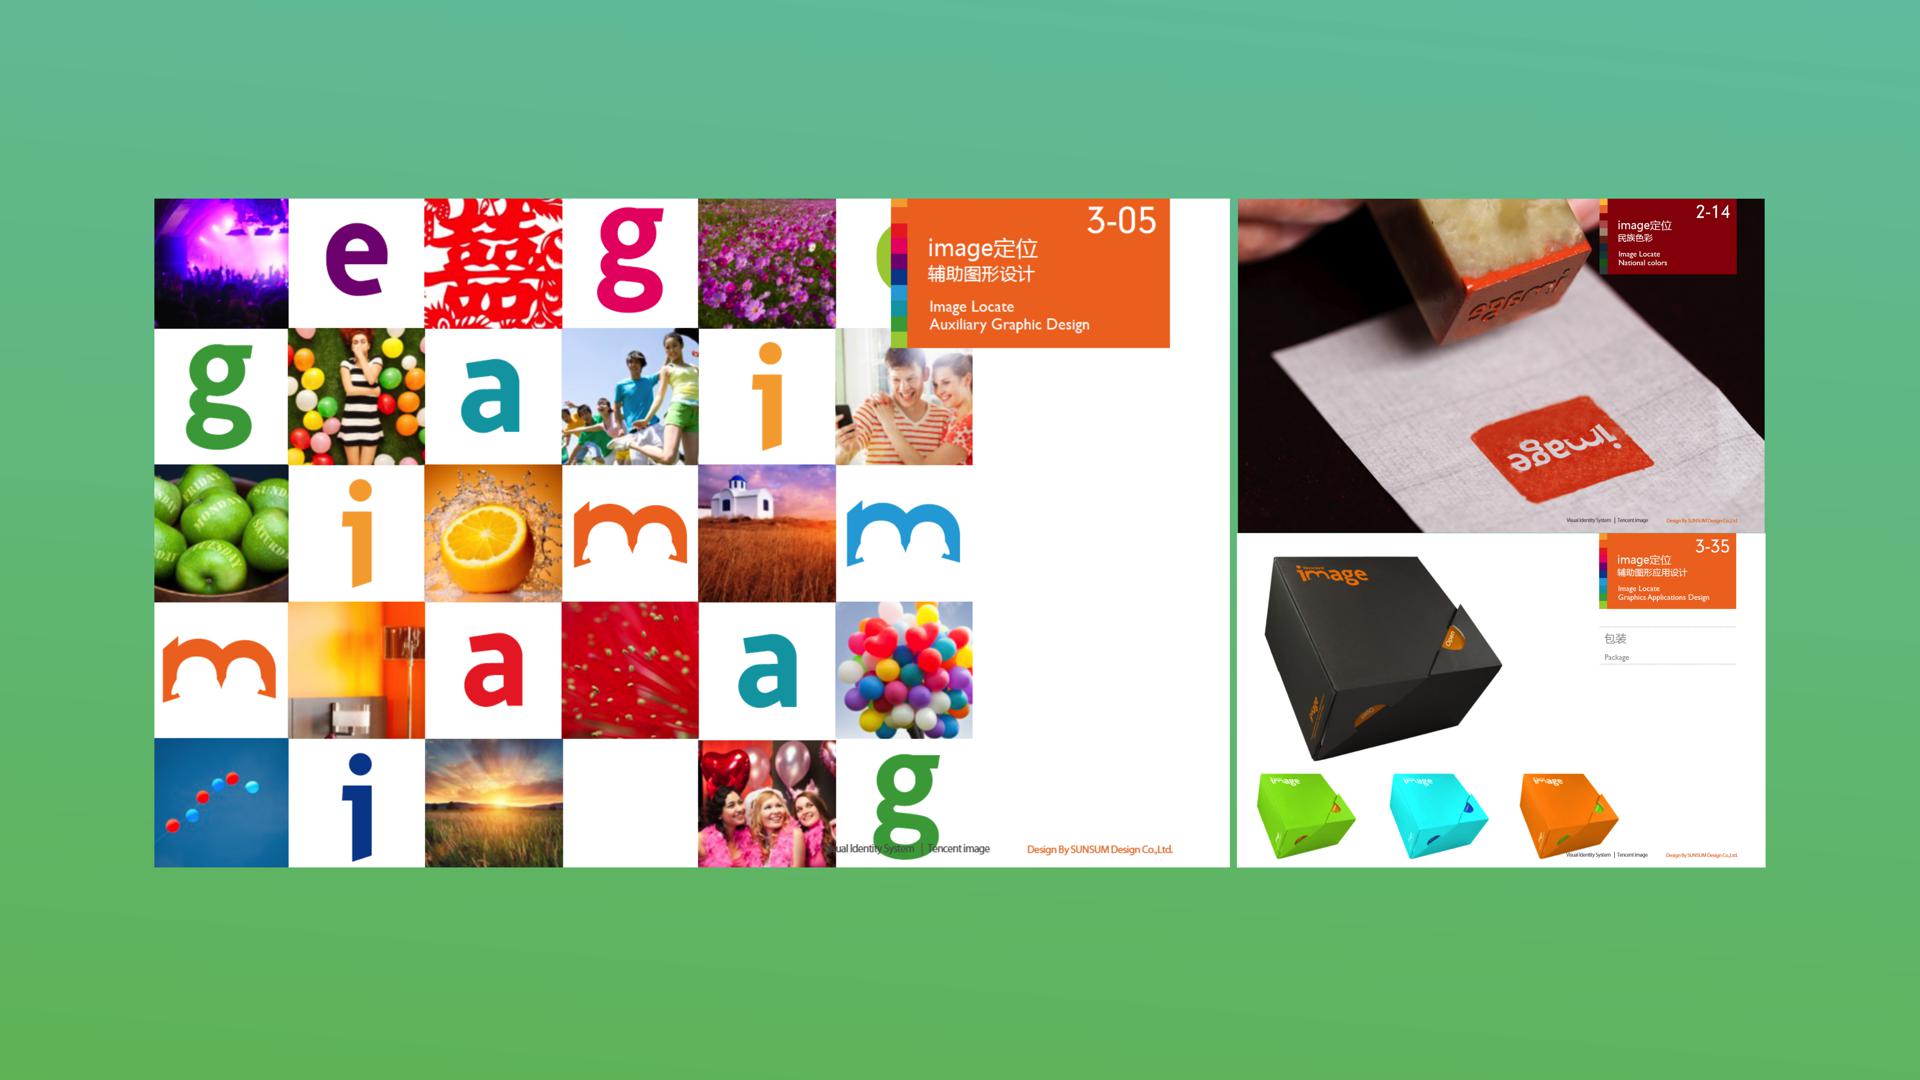 e g
3-05
image定位
辅助图形设计
Image Locate
Auxiliary Graphic Design
g a i
FRIDAY
MONDAY
i m m
m a a
i g
Tencent image
Design By SUNSUM Design Co.,Ltd.
2-14
image定位
民族色彩
Image Locate
National colors
image
Visual Identity System | Tencent image
Design By SUNSUM Design Co.,Ltd.
3-35
image定位
辅助图形应用设计
Image Locate
Graphics Applications Design
包装
Package
image
Open
image
image
image
Visual Identity System | Tencent image
Design By SUNSUM Design Co.,Ltd.